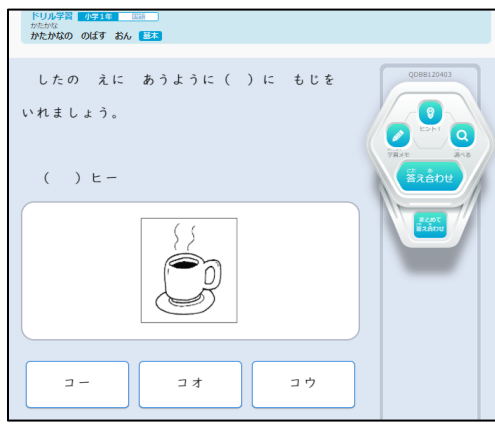 ドリル学習 小学1年 国語
かたかな
かたかなの のばす おん 基本
したの えに あうように ( ) に もじを
いれましょう。
( ) ヒー
コー
コオ
コウ
QDBB120403
ヒント!
学習メモ
調べる
こた あ
答え合わせ
まとめて
答え合わせ